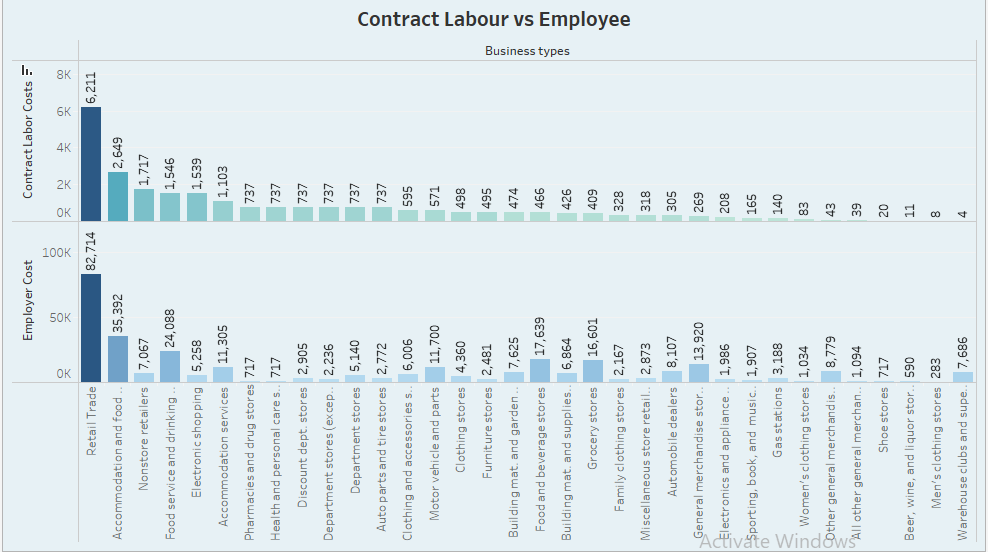 Contract Labour vs Employee
Business types
Contract Labor Costs
8K
6K
4K
2K
0K
6,211
2,649
1,717
1,546
1,539
1,103
737
737
737
737
737
737
595
571
498
495
474
466
426
409
328
318
305
269
208
165
140
83
43
39
20
11
8
4
Employer Cost
100K
50K
0K
82,714
35,392
7,067
24,088
5,258
11,305
717
717
2,905
2,236
5,140
2,772
6,006
11,700
4,360
2,481
7,625
17,639
6,864
16,601
2,167
2,873
8,107
13,920
1,986
1,907
3,188
1,034
8,779
1,094
717
590
283
7,686
Retail Trade
Accommodation and food ..
Nonstore retailers
Food service and drinking ..
Electronic shopping
Accommodation services
Pharmacies and drug stores
Health and personal care s..
Discount dept. stores
Department stores (excep..
Department stores
Auto parts and tire stores
Clothing and accessories s..
Motor vehicle and parts
Clothing stores
Furniture stores
Building mat. and garden ..
Food and beverage stores
Building mat. and supplies..
Grocery stores
Family clothing stores
Miscellaneous store retail..
Automobile dealers
General merchandise stor..
Electronics and appliance ..
Sporting, book, and music..
Gas stations
Women's clothing stores
Other general merchandis..
All other general merchan..
Shoe stores
Beer, wine, and liquor stor..
Men's clothing stores
Warehouse clubs and supe..
Activate Windows